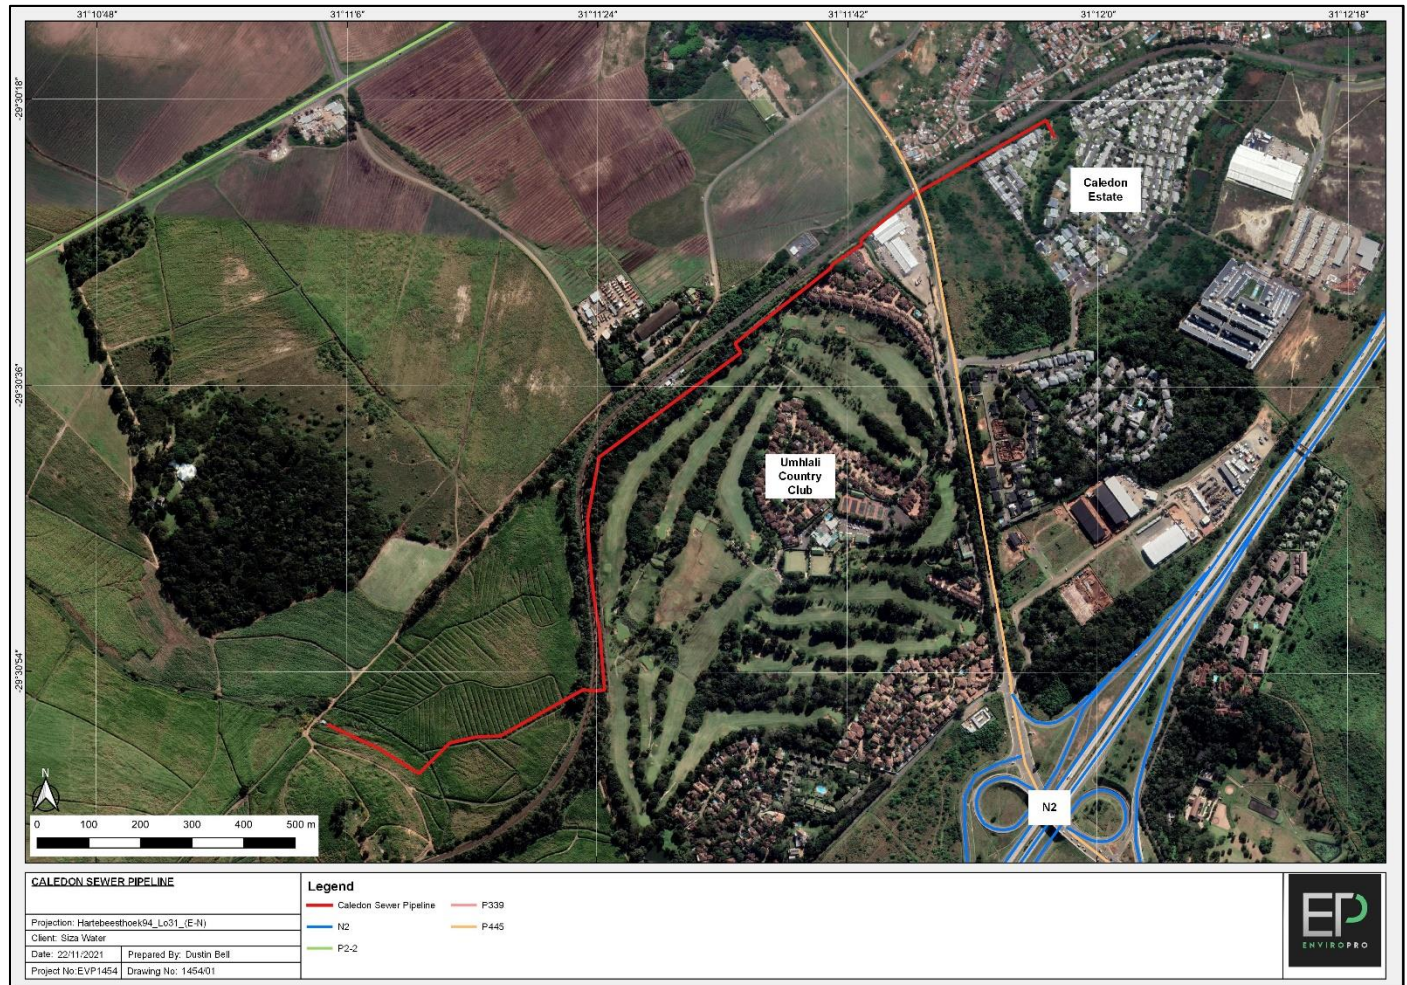 31°10'48"
31°11'6"
31°11'24"
31°11'42"
31°12'0"
31°12'18"
-29°30'18"
-29°30'36"
-29°30'54"
Caledon
Estate
Umhlali
Country
Club
N2
N
0 100 200 300 400 500 m
CALEDON SEWER PIPELINE
Projection: Hartebeesthoek94_Lo31_(E-N)
Client: Siza Water
Date: 22/11/2021 Prepared By: Dustin Bell
Project No:EVP1454 Drawing No: 1454/01
Legend
Caledon Sewer Pipeline
N2
P2-2
P339
P445
EP
ENVIROPRO